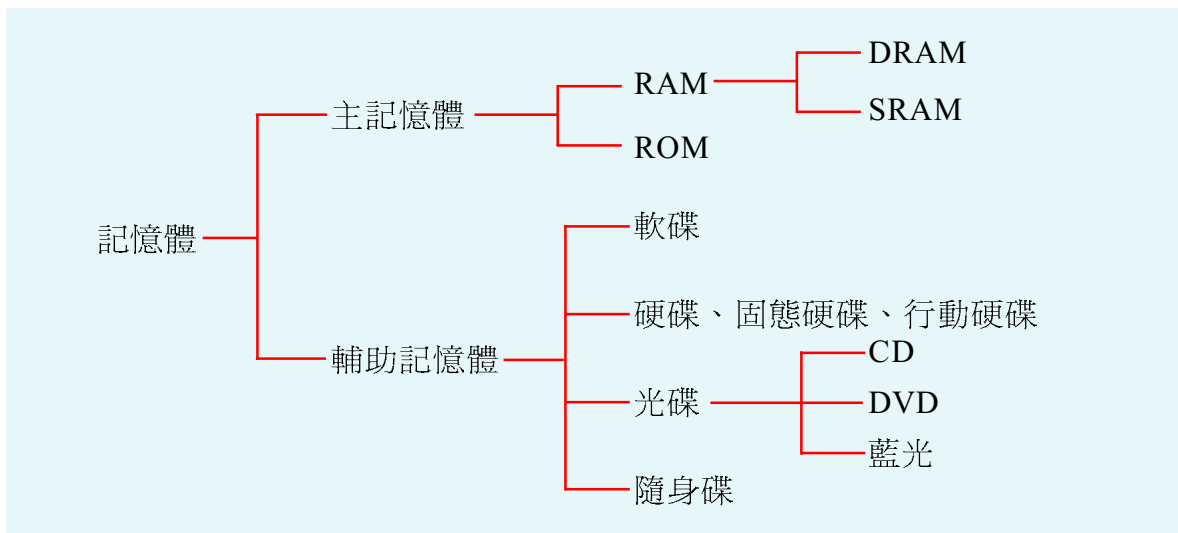 記憶體
主記憶體
RAM
DRAM
SRAM
ROM
輔助記憶體
軟碟
硬碟、固態硬碟、行動硬碟
光碟
CD
DVD
藍光
隨身碟